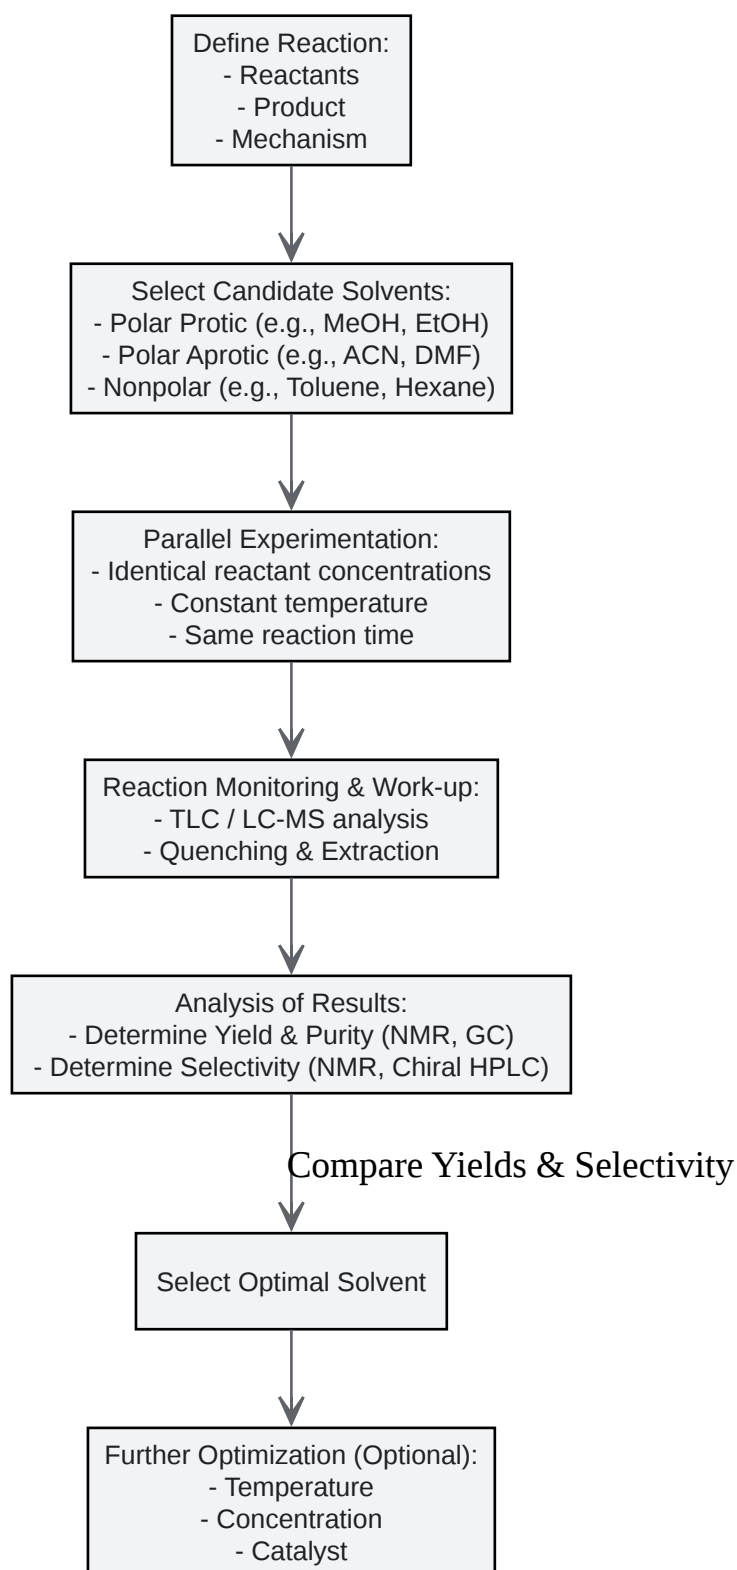 Define Reaction:
- Reactants
- Product
- Mechanism
Select Candidate Solvents:
- Polar Protic (e.g., MeOH, EtOH)
- Polar Aprotic (e.g., ACN, DMF)
- Nonpolar (e.g., Toluene, Hexane)
Parallel Experimentation:
- Identical reactant concentrations
- Constant temperature
- Same reaction time
Reaction Monitoring & Work-up:
- TLC / LC-MS analysis
- Quenching & Extraction
Analysis of Results:
- Determine Yield & Purity (NMR, GC)
- Determine Selectivity (NMR, Chiral HPLC)
Compare Yields & Selectivity
Select Optimal Solvent
Further Optimization (Optional):
- Temperature
- Concentration
- Catalyst